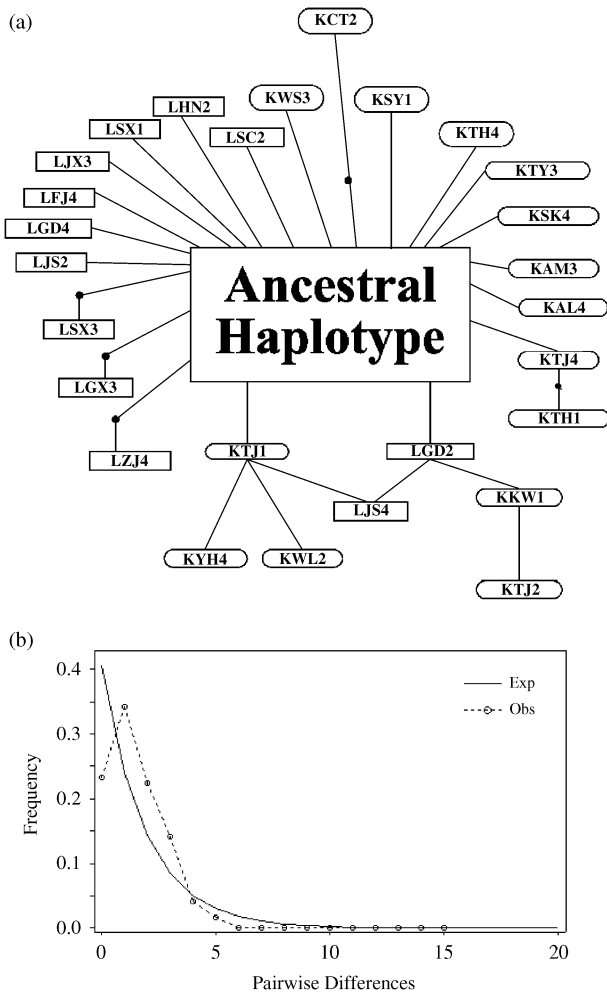 (a)
KCT2
KWS3
KSY1
LHN2
LSX1
LSC2
KTH4
LJX3
KTY3
LFJ4
KSK4
LGD4
LJS2
KAM3
Ancestral
Haplotype
KAL4
LSX3
KTJ4
LGX3
KTH1
LZJ4
KTJ1
LGD2
KKW1
LJS4
KYH4
KWL2
KTJ2
(b)
0.4
0.3
0.2
0.1
0.0
Frequency
Exp
Obs
0
5
10
15
20
Pairwise Differences